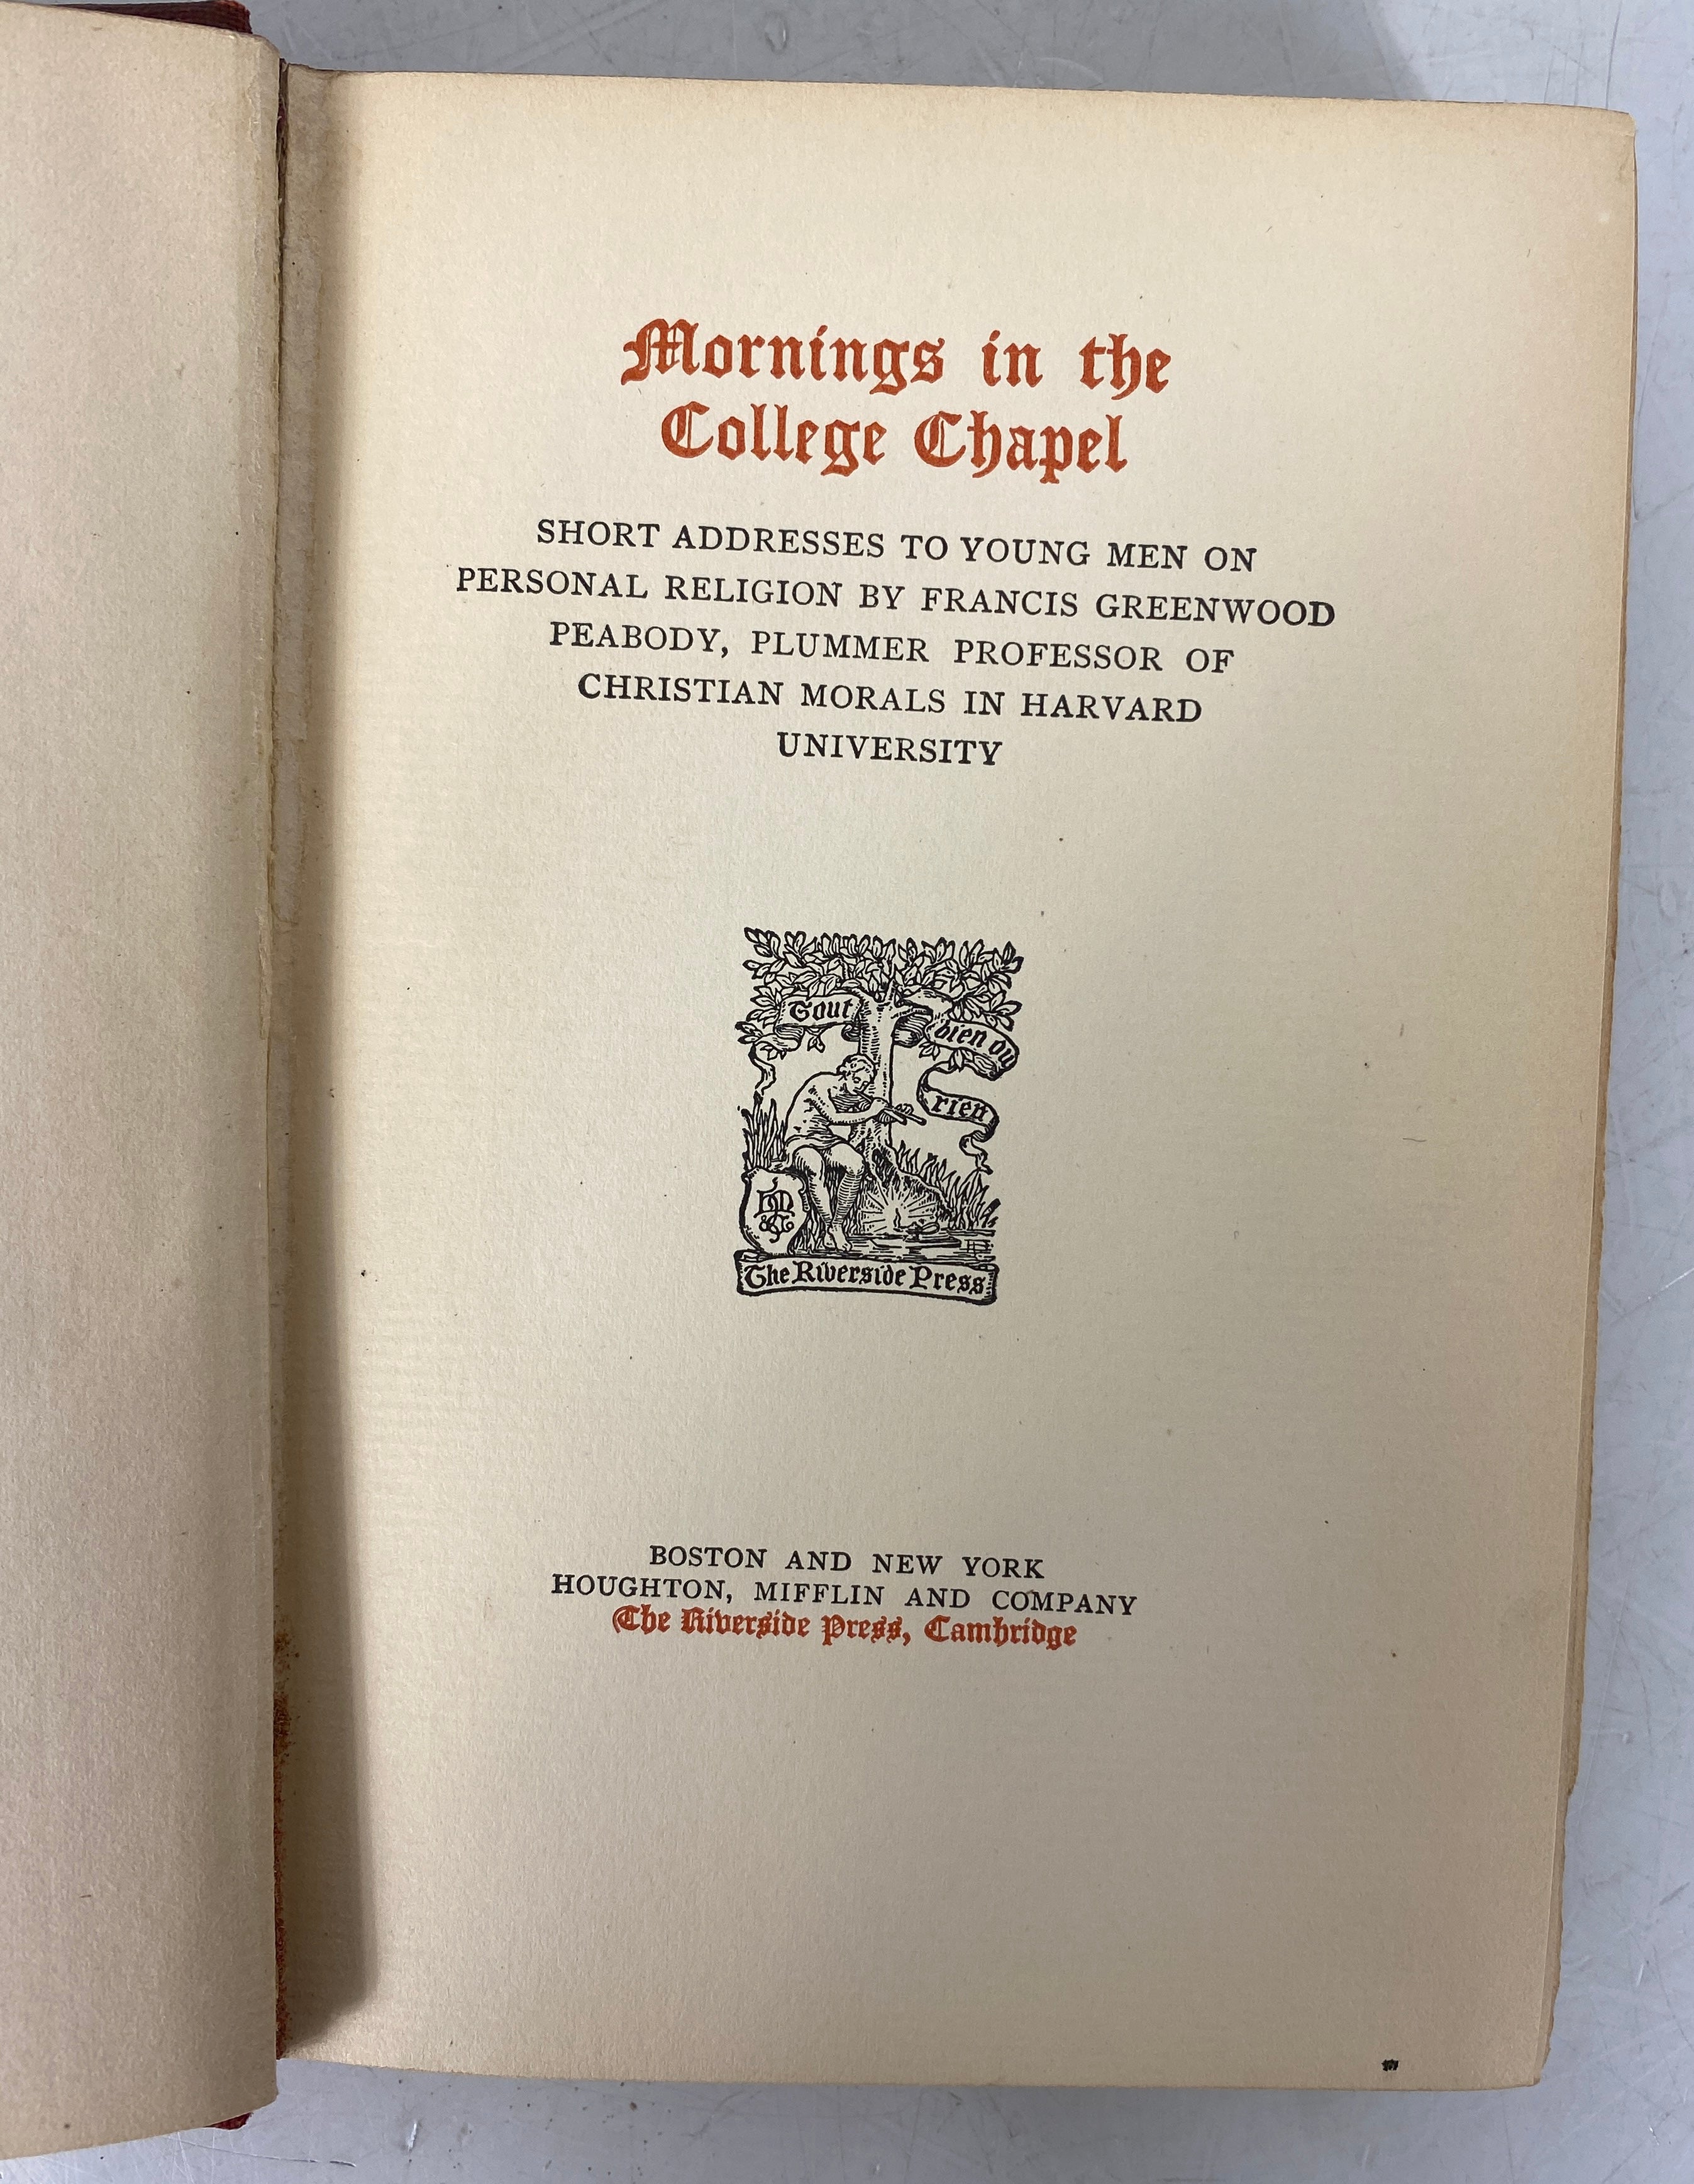 Mornings in the
College Chapel
SHORT ADDRESSES TO YOUNG MEN ON
PERSONAL RELIGION BY FRANCIS GREENWOOD
PEABODY, PLUMMER PROFESSOR OF
CHRISTIAN MORALS IN HARVARD
UNIVERSITY
Tout
bien ou
rien
The Riverside Press
BOSTON AND NEW YORK
HOUGHTON, MIFFLIN AND COMPANY
The Riverside Press, Cambridge